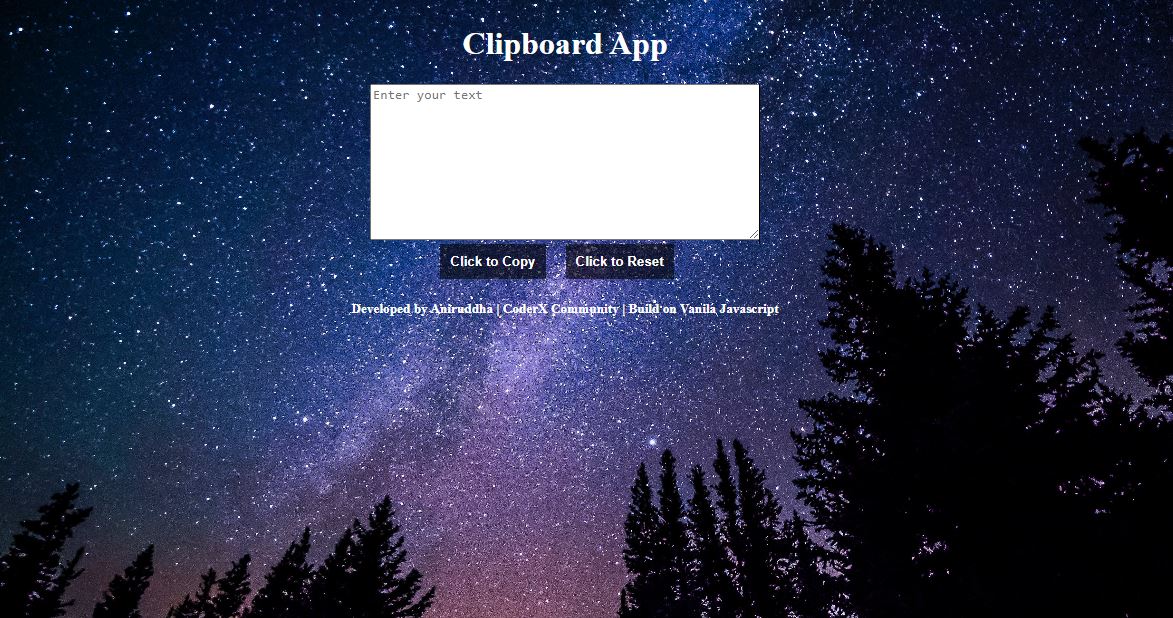 Clipboard App
Enter your text
Click to Copy Click to Reset
Developed by Aniruddha | CoderX Community | Build on Vanila Javascript